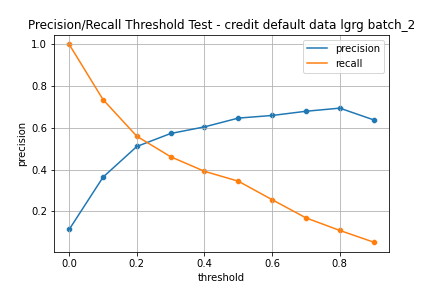 Precision/Recall Threshold Test - credit default data lgrg batch_2
precision
recall
1.0
0.8
0.6
0.4
0.2
precision
0.0 0.2 0.4 0.6 0.8
threshold